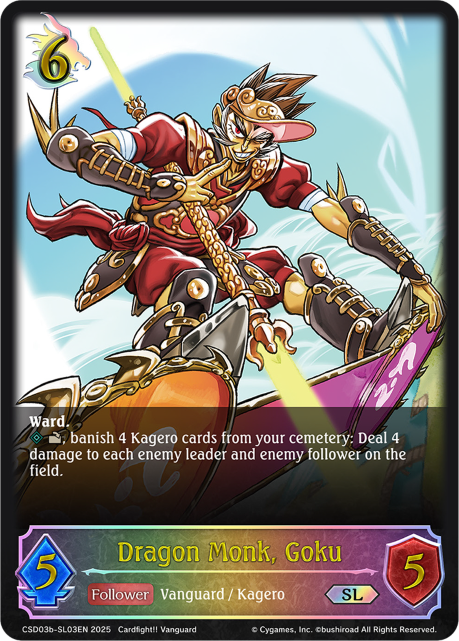 6
Ward.
, banish 4 Kagero cards from your cemetery: Deal 4
damage to each enemy leader and enemy follower on the
field.
Dragon Monk, Goku
5
Follower Vanguard / Kagero
SL
5
CSD03b-SL03EN 2025 Cardfight!! Vanguard © Cygames, Inc. ©bushiroad All Rights Reserved.